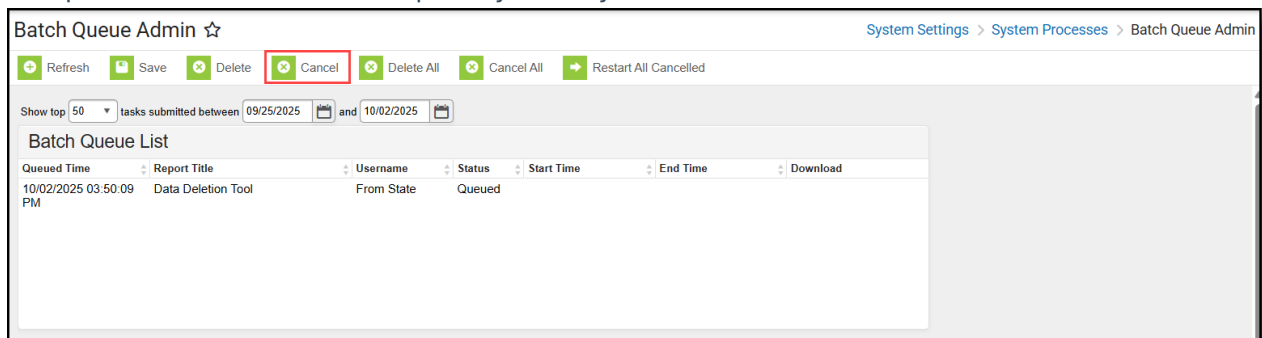 Batch Queue Admin ☆ System Settings > System Processes > Batch Queue Admin
Refresh Save Delete Cancel Delete All Cancel All Restart All Cancelled
Show top 50 tasks submitted between 09/25/2025 and 10/02/2025
Batch Queue List
Queued Time Report Title Username Status Start Time End Time Download
10/02/2025 03:50:09 Data Deletion Tool From State Queued
PM